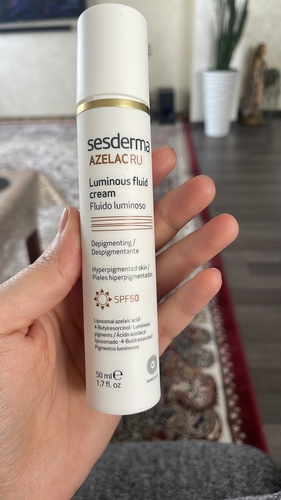 sesderma
AZELAC RU
Luminous fluid
cream
Fluido luminoso
Depigmenting /
Despigmentante
Hyperpigmented skin /
Pieles hiperpigmentadas
SPF50
Liposomal azelaic acid ·
4-Butylresorcinol · Luminous
pigments / Ácido azelaico
liposomado · 4-Butilresorcinol
Pigmentos luminosos
50 ml ℮
1.7 fl. oz